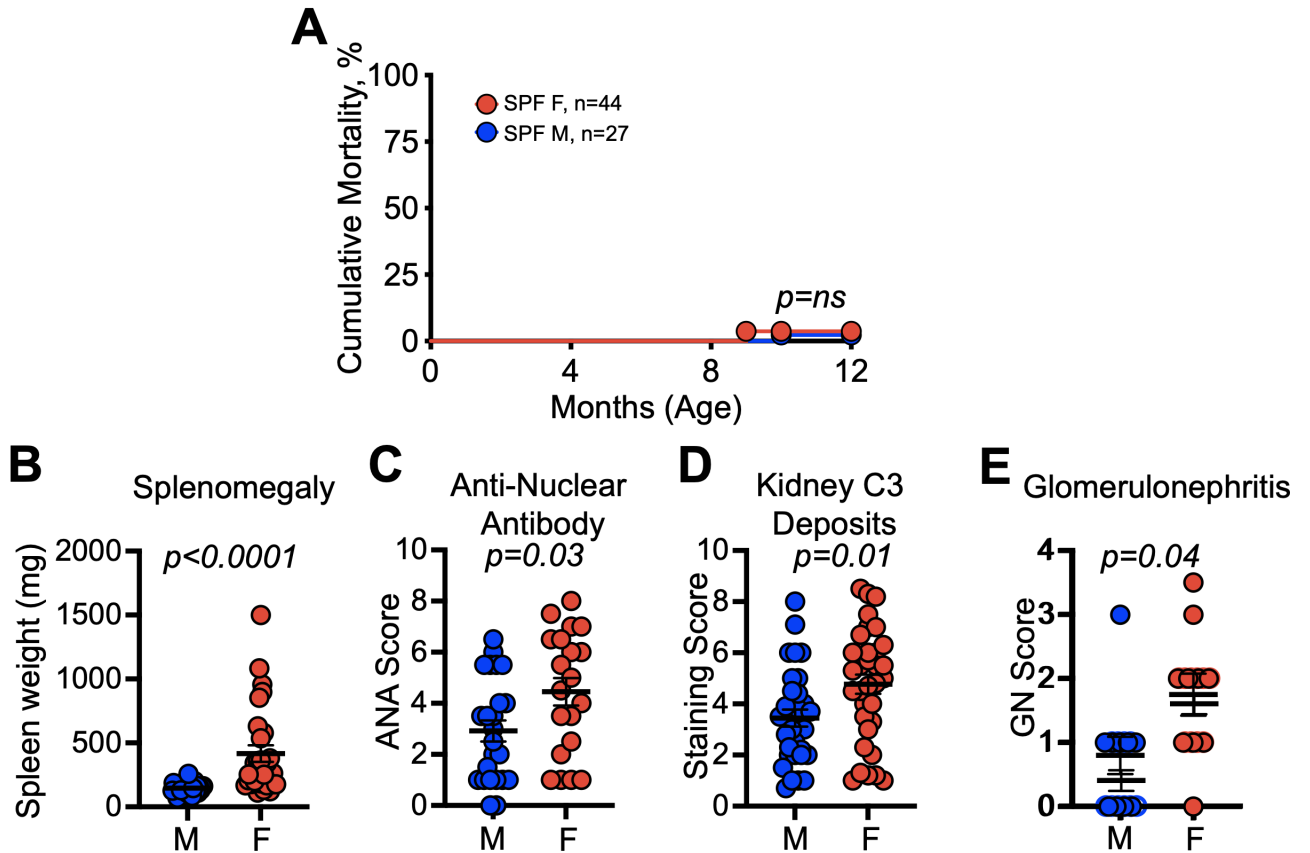 A
Cumulative Mortality, %
100
75
50
25
0
SPF F, n=44
SPF M, n=27
p=ns
0 4 8 12
Months (Age)
B
Splenomegaly
p<0.0001
Spleen weight (mg)
2000
1500
1000
500
0
M F
C
Anti-Nuclear
Antibody
p=0.03
ANA Score
10
8
6
4
2
0
M F
D
Kidney C3
Deposits
p=0.01
Staining Score
10
8
6
4
2
0
M F
E
Glomerulonephritis
p=0.04
GN Score
4
3
2
1
0
M F